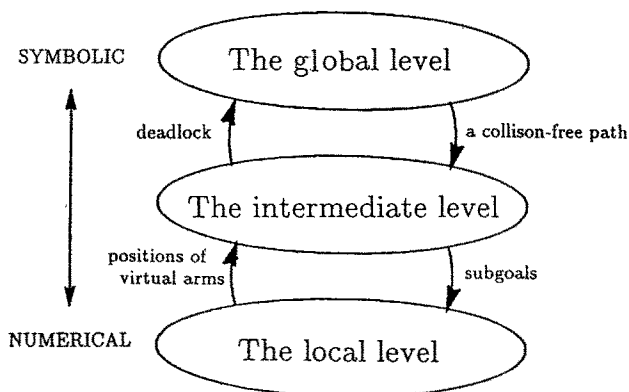 SYMBOLIC
The global level
deadlock
a collison-free path
The intermediate level
positions of
virtual arms
subgoals
NUMERICAL
The local level